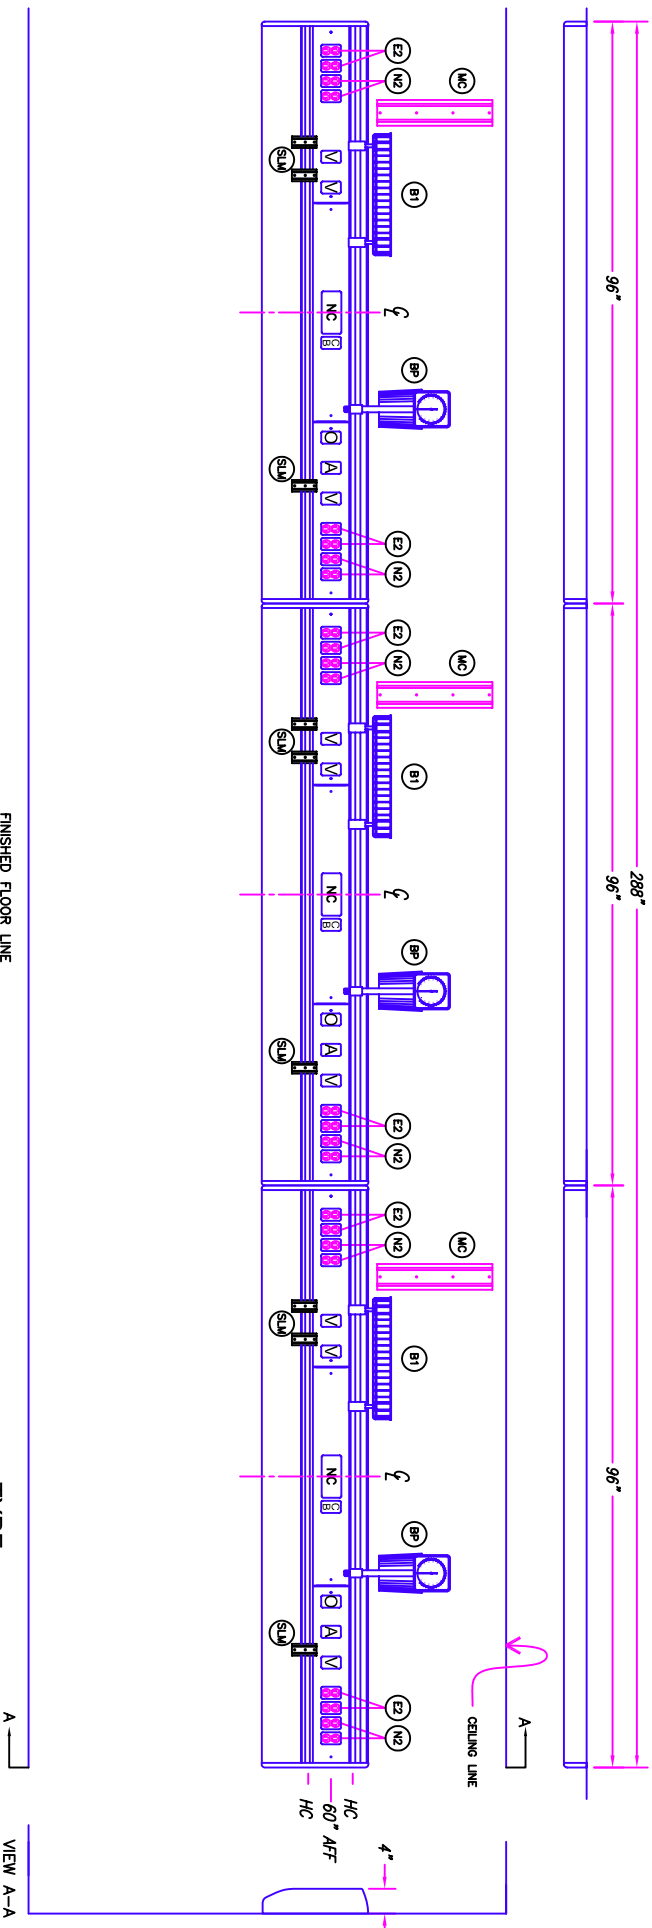 288"
96" 96" 96"
A
CEILING LINE
MC MC MC
B1 BP B1 BP B1 BP
E2 N2 ℄ E2 N2 E2 N2 ℄ E2 N2 E2 N2 ℄ E2 N2
4"
HC
V V NC CB O A V V V NC CB O A V V V NC CB O A V
60" AFF
HC
SLM SLM SLM SLM SLM SLM
FINISHED FLOOR LINE
A
VIEW A-A